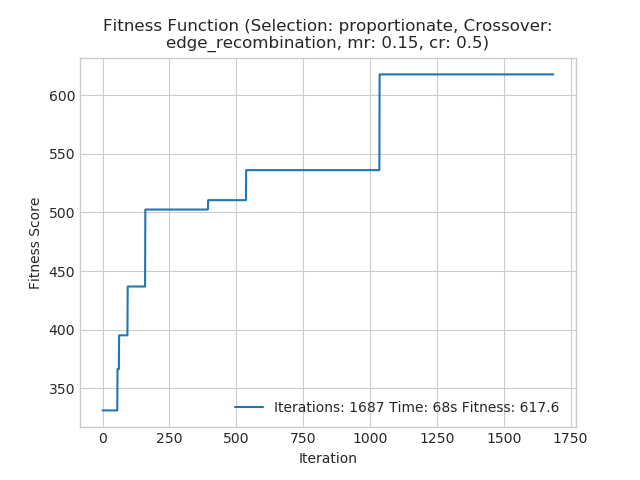 Fitness Function (Selection: proportionate, Crossover:
edge_recombination, mr: 0.15, cr: 0.5)
Fitness Score
600
550
500
450
400
350
Iterations: 1687 Time: 68s Fitness: 617.6
0 250 500 750 1000 1250 1500 1750
Iteration